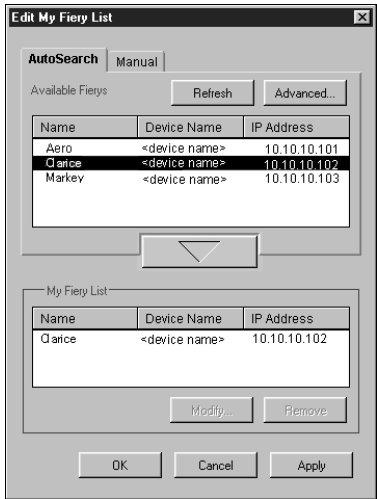 Edit My Fiery List
AutoSearch Manual
Available Fierys Refresh Advanced...
Name Device Name IP Address
Aero <device name> 10.10.10.101
Clarice <device name> 10.10.10.102
Markey <device name> 10.10.10.103
My Fiery List
Name Device Name IP Address
Clarice <device name> 10.10.10.102
Modify... Remove
OK Cancel Apply